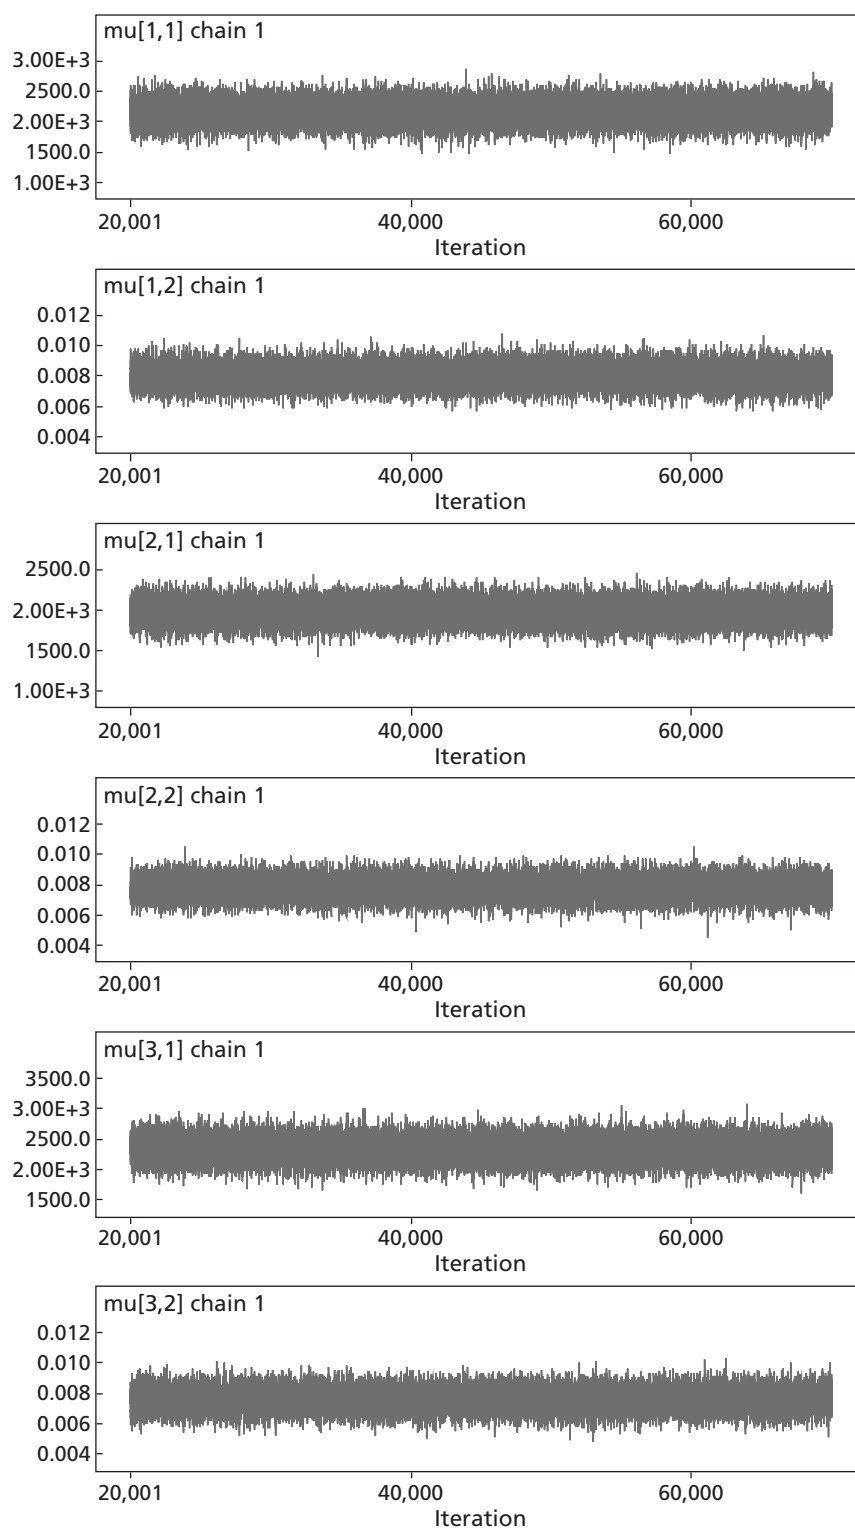 mu[1,1] chain 1
3.00E+3
2500.0
2.00E+3
1500.0
1.00E+3
20,001 40,000 60,000
Iteration
mu[1,2] chain 1
0.012
0.010
0.008
0.006
0.004
20,001 40,000 60,000
Iteration
mu[2,1] chain 1
2500.0
2.00E+3
1500.0
1.00E+3
20,001 40,000 60,000
Iteration
mu[2,2] chain 1
0.012
0.010
0.008
0.006
0.004
20,001 40,000 60,000
Iteration
mu[3,1] chain 1
3500.0
3.00E+3
2500.0
2.00E+3
1500.0
20,001 40,000 60,000
Iteration
mu[3,2] chain 1
0.012
0.010
0.008
0.006
0.004
20,001 40,000 60,000
Iteration